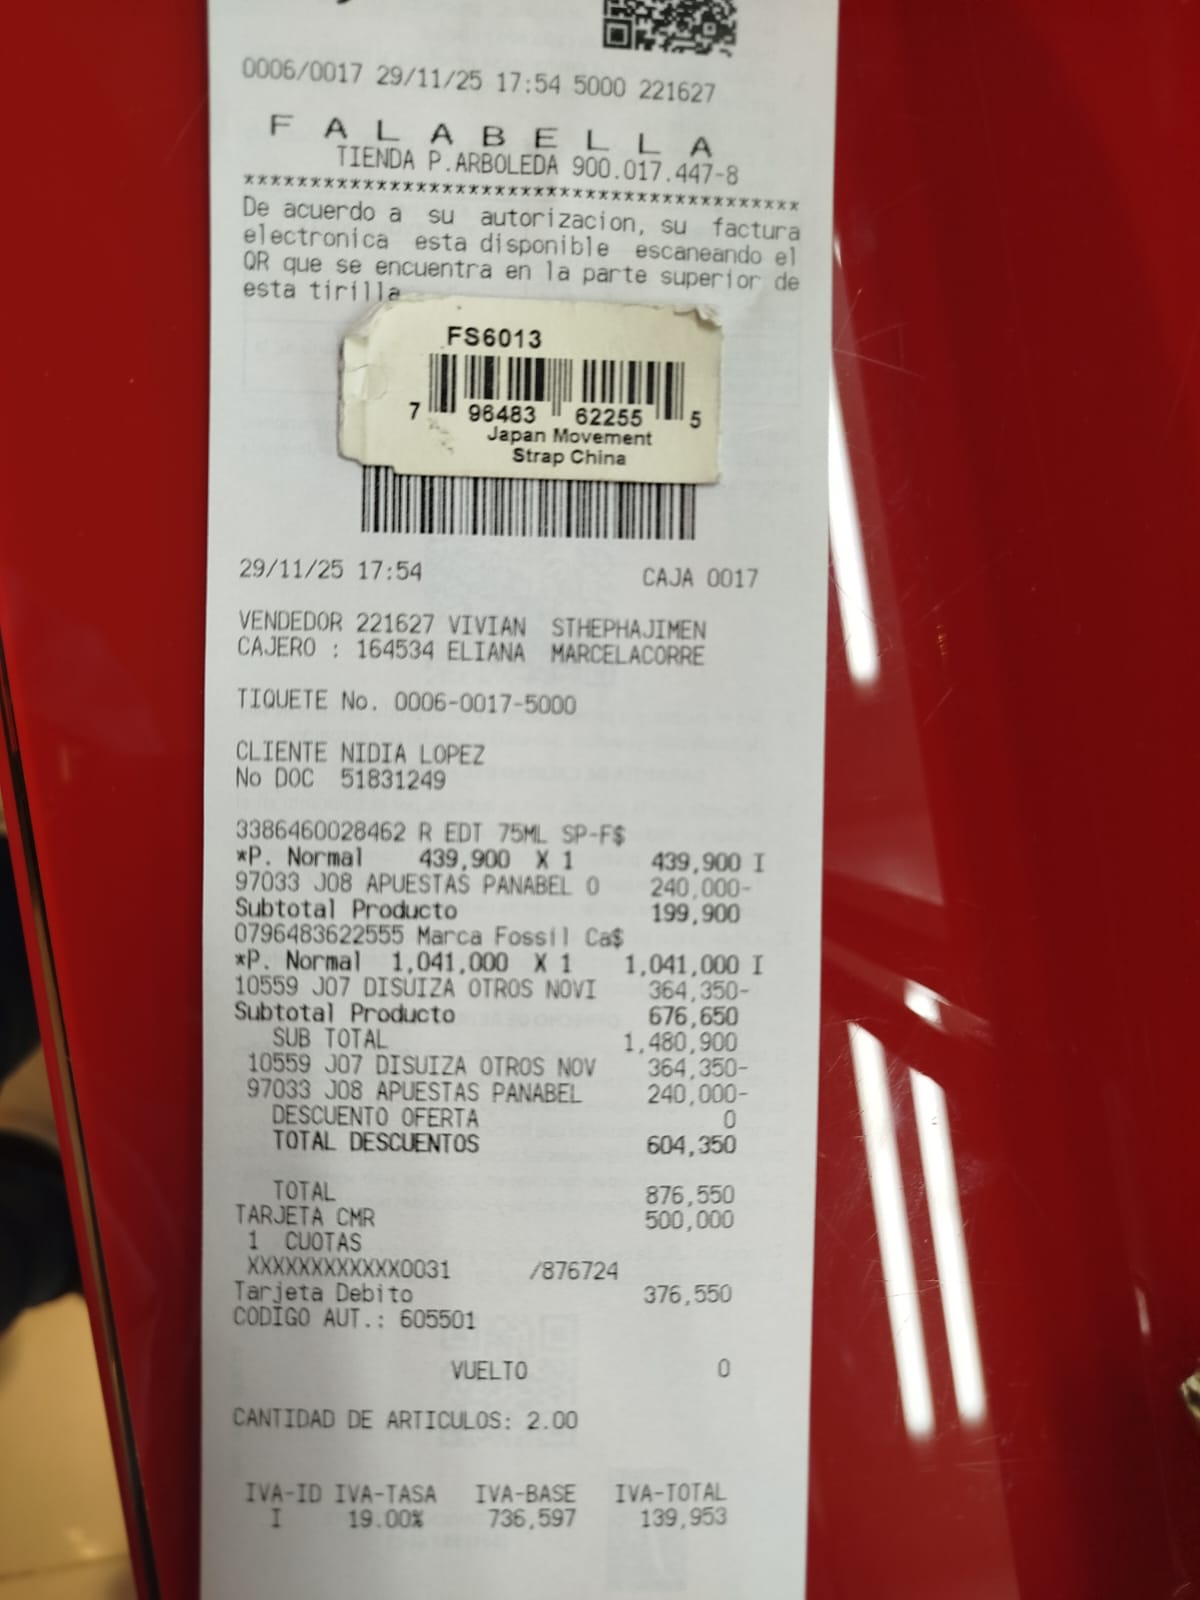 0006/0017 29/11/25 17:54 5000 221627
F A L A B E L L A
TIENDA P.ARBOLEDA 900.017.447-8
******************************************
De acuerdo a su autorizacion, su factura
electronica esta disponible escaneando el
QR que se encuentra en la parte superior de
esta tirilla
FS6013
7 96483 62255 5
Japan Movement
Strap China
29/11/25 17:54 CAJA 0017
VENDEDOR 221627 VIVIAN STHEPHAJIMEN
CAJERO : 164534 ELIANA MARCELACORRE
TIQUETE No. 0006-0017-5000
CLIENTE NIDIA LOPEZ
No DOC 51831249
3386460028462 R EDT 75ML SP-F$
*P. Normal 439,900 X 1 439,900 I
97033 J08 APUESTAS PANABEL O 240,000-
Subtotal Producto 199,900
0796483622555 Marca Fossil Ca$
*P. Normal 1,041,000 X 1 1,041,000 I
10559 J07 DISUIZA OTROS NOVI 364,350-
Subtotal Producto 676,650
SUB TOTAL 1,480,900
10559 J07 DISUIZA OTROS NOV 364,350-
97033 J08 APUESTAS PANABEL 240,000-
DESCUENTO OFERTA 0
TOTAL DESCUENTOS 604,350
TOTAL 876,550
TARJETA CMR 500,000
1 CUOTAS
XXXXXXXXXXXX0031 /876724
Tarjeta Debito 376,550
CODIGO AUT.: 605501
VUELTO 0
CANTIDAD DE ARTICULOS: 2.00
IVA-ID IVA-TASA IVA-BASE IVA-TOTAL
I 19.00% 736,597 139,953